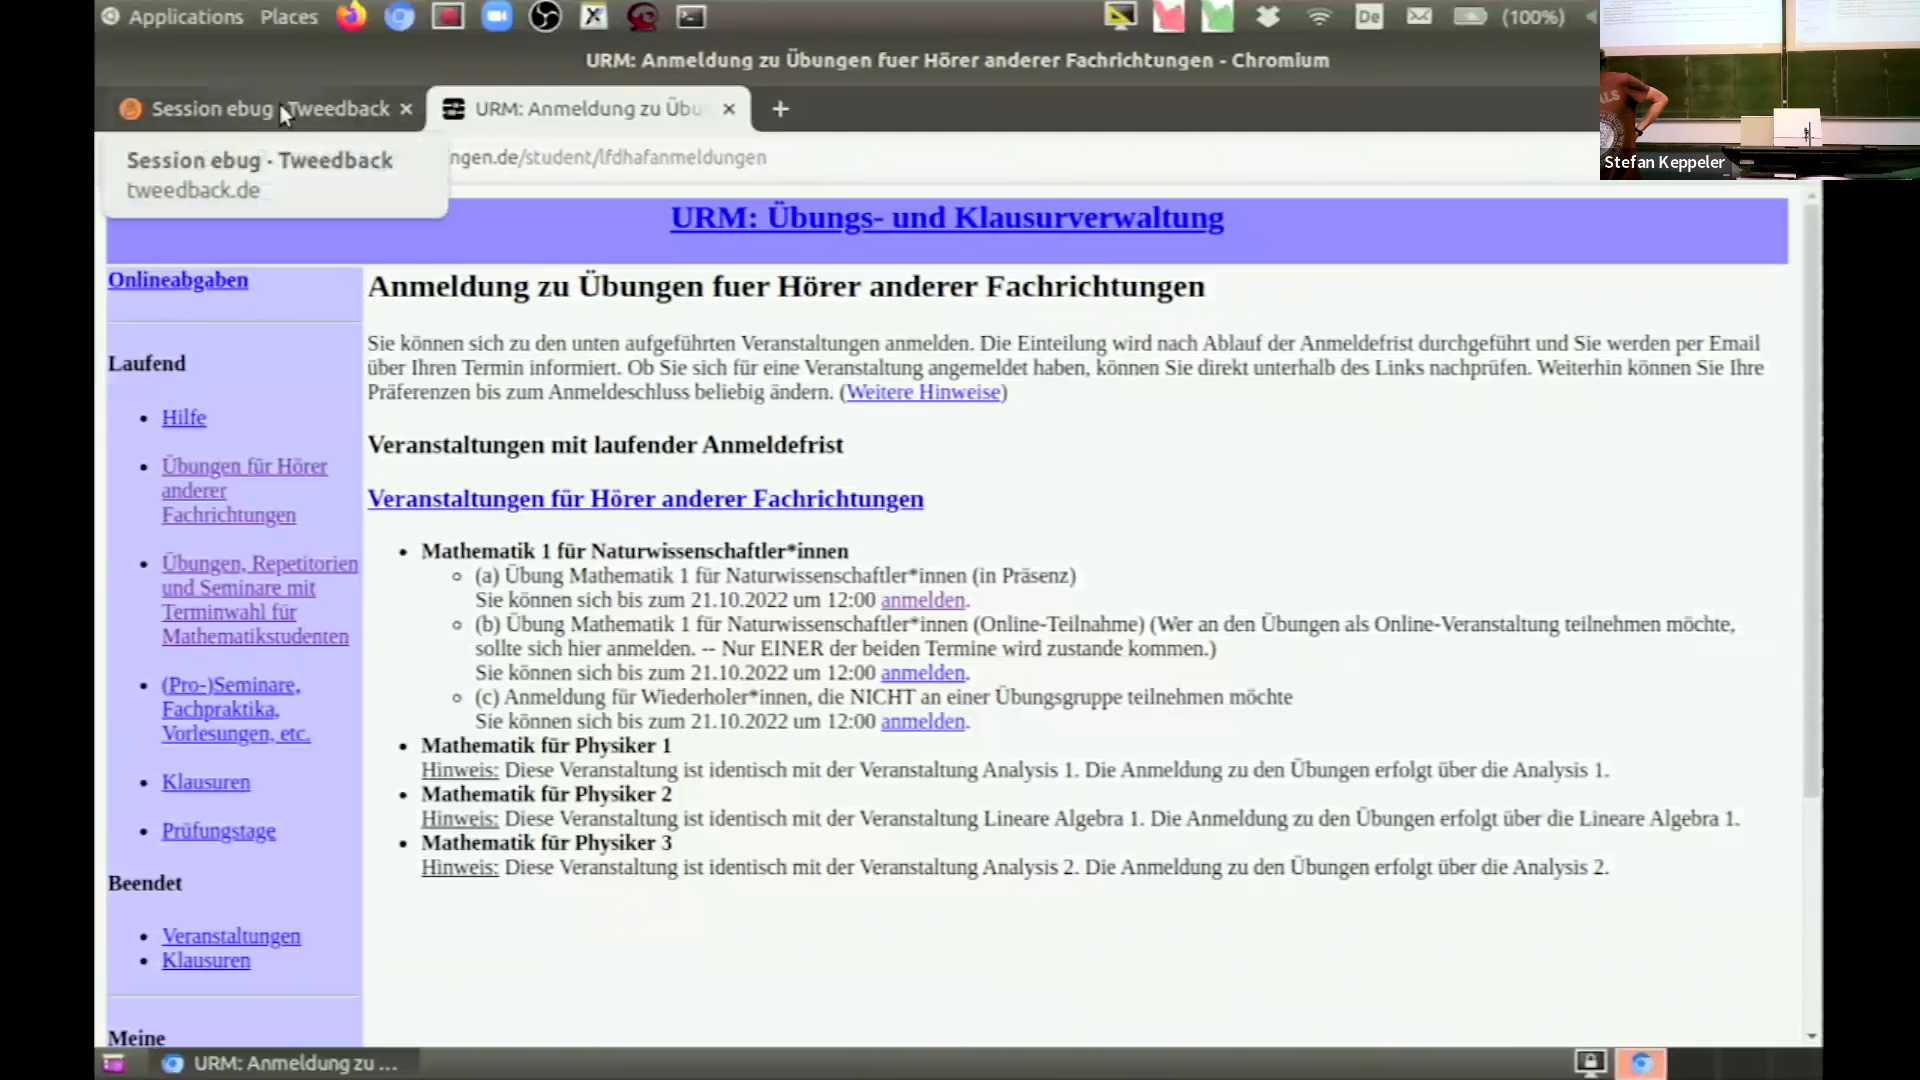 Applications Places De (100%)
URM: Anmeldung zu Übungen fuer Hörer anderer Fachrichtungen - Chromium
Session ebug · Tweedback × URM: Anmeldung zu Übu × +
Session ebug · Tweedback
tweedback.de
ngen.de/student/lfdhafanmeldungen
Stefan Keppeler
URM: Übungs- und Klausurverwaltung
Onlineabgaben
Laufend
• Hilfe
• Übungen für Hörer
anderer
Fachrichtungen
• Übungen, Repetitorien
und Seminare mit
Terminwahl für
Mathematikstudenten
• (Pro-)Seminare,
Fachpraktika,
Vorlesungen, etc.
• Klausuren
• Prüfungstage
Beendet
• Veranstaltungen
• Klausuren
Meine
Anmeldung zu Übungen fuer Hörer anderer Fachrichtungen
Sie können sich zu den unten aufgeführten Veranstaltungen anmelden. Die Einteilung wird nach Ablauf der Anmeldefrist durchgeführt und Sie werden per Email
über Ihren Termin informiert. Ob Sie sich für eine Veranstaltung angemeldet haben, können Sie direkt unterhalb des Links nachprüfen. Weiterhin können Sie Ihre
Präferenzen bis zum Anmeldeschluss beliebig ändern. (Weitere Hinweise)
Veranstaltungen mit laufender Anmeldefrist
Veranstaltungen für Hörer anderer Fachrichtungen
• Mathematik 1 für Naturwissenschaftler*innen
◦ (a) Übung Mathematik 1 für Naturwissenschaftler*innen (in Präsenz)
Sie können sich bis zum 21.10.2022 um 12:00 anmelden.
◦ (b) Übung Mathematik 1 für Naturwissenschaftler*innen (Online-Teilnahme) (Wer an den Übungen als Online-Veranstaltung teilnehmen möchte,
sollte sich hier anmelden. -- Nur EINER der beiden Termine wird zustande kommen.)
Sie können sich bis zum 21.10.2022 um 12:00 anmelden.
◦ (c) Anmeldung für Wiederholer*innen, die NICHT an einer Übungsgruppe teilnehmen möchte
Sie können sich bis zum 21.10.2022 um 12:00 anmelden.
• Mathematik für Physiker 1
Hinweis: Diese Veranstaltung ist identisch mit der Veranstaltung Analysis 1. Die Anmeldung zu den Übungen erfolgt über die Analysis 1.
• Mathematik für Physiker 2
Hinweis: Diese Veranstaltung ist identisch mit der Veranstaltung Lineare Algebra 1. Die Anmeldung zu den Übungen erfolgt über die Lineare Algebra 1.
• Mathematik für Physiker 3
Hinweis: Diese Veranstaltung ist identisch mit der Veranstaltung Analysis 2. Die Anmeldung zu den Übungen erfolgt über die Analysis 2.
URM: Anmeldung zu ...